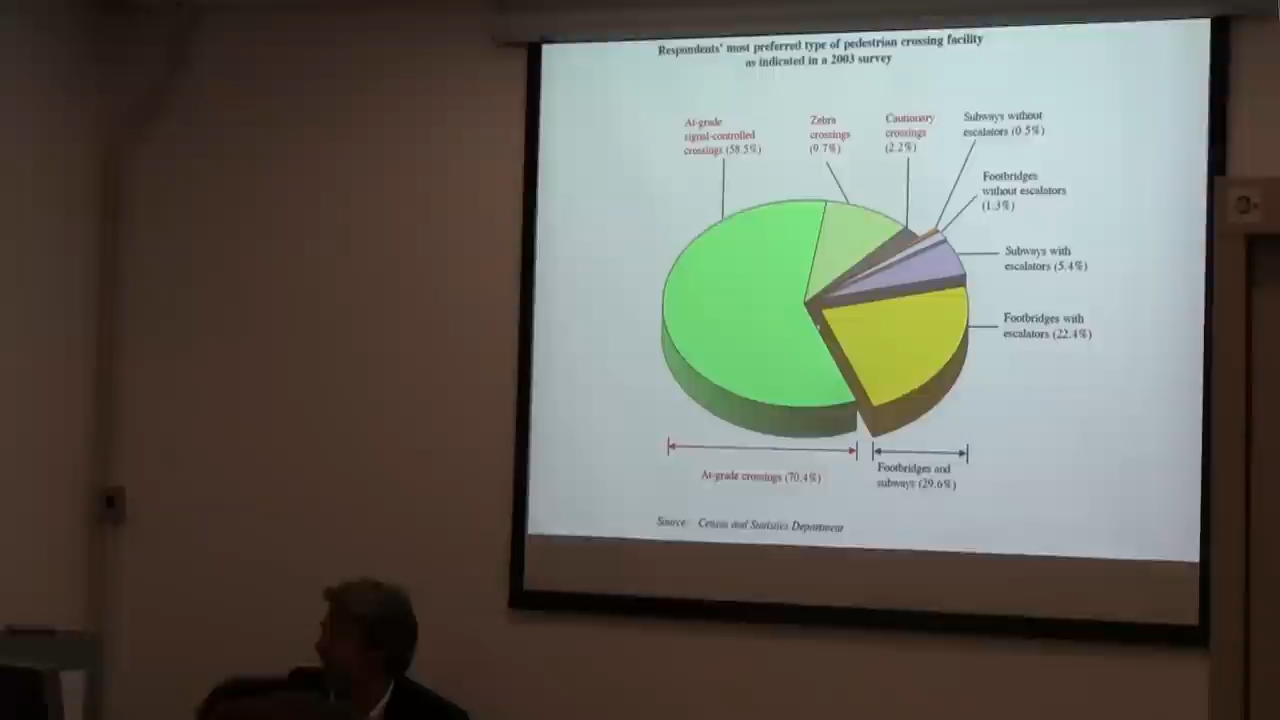 Respondents' most preferred type of pedestrian crossing facility
as indicated in a 2003 survey
At-grade
signal-controlled
crossings (58.5%)
Zebra
crossings
(9.7%)
Cautionary
crossings
(2.2%)
Subways without
escalators (0.5%)
Footbridges
without escalators
(1.3%)
Subways with
escalators (5.4%)
Footbridges with
escalators (22.4%)
At-grade crossings (70.4%)
Footbridges and
subways (29.6%)
Source: Census and Statistics Department